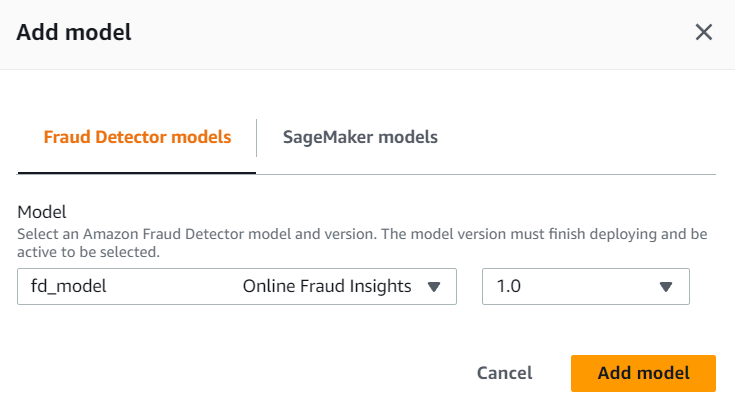 Add model
Fraud Detector models
SageMaker models
Model
Select an Amazon Fraud Detector model and version. The model version must finish deploying and be
active to be selected.
fd_model Online Fraud Insights
1.0
Cancel
Add model